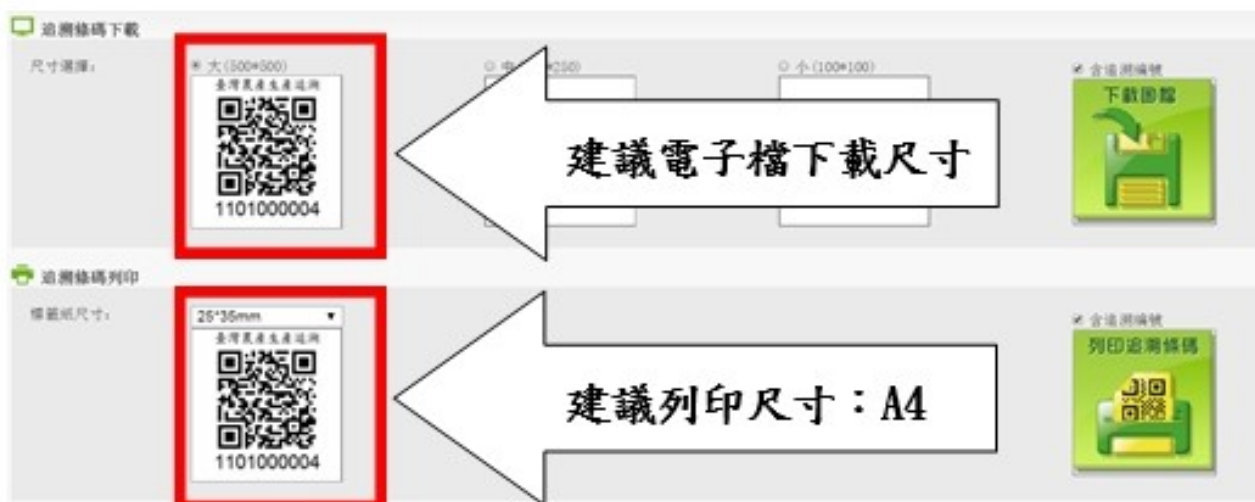 追溯條碼下載
尺寸選擇：
大(500*500)
*250)
小(100*100)
含追溯編號
臺灣農產生產追溯
1101000004
建議電子檔下載尺寸
下載圖檔
追溯條碼列印
標籤紙尺寸：
25*35mm
含追溯編號
臺灣農產生產追溯
1101000004
建議列印尺寸：A4
列印追溯條碼